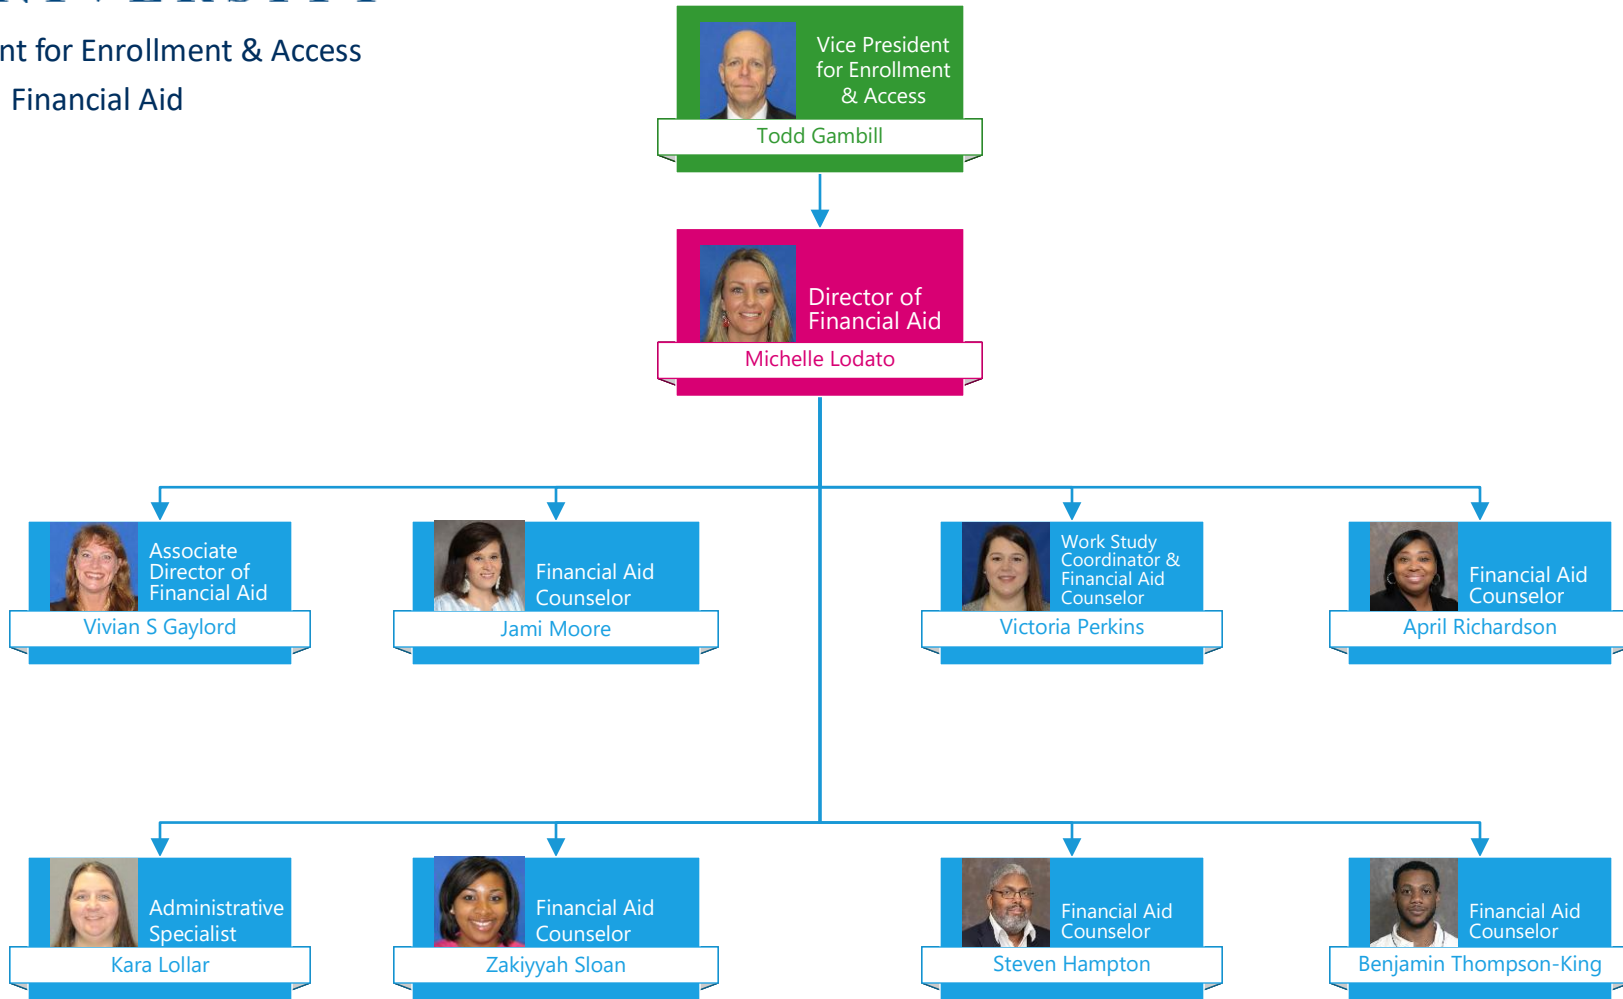 nt for Enrollment & Access
Financial Aid
Vice President
for Enrollment
& Access
Todd Gambill
Director of
Financial Aid
Michelle Lodato
Associate
Director of
Financial Aid
Vivian S Gaylord
Financial Aid
Counselor
Jami Moore
Work Study
Coordinator &
Financial Aid
Counselor
Victoria Perkins
Financial Aid
Counselor
April Richardson
Administrative
Specialist
Kara Lollar
Financial Aid
Counselor
Zakiyyah Sloan
Financial Aid
Counselor
Steven Hampton
Financial Aid
Counselor
Benjamin Thompson-King